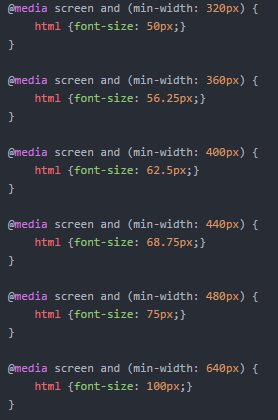 @media screen and (min-width: 320px) {
    html {font-size: 50px;}
}

@media screen and (min-width: 360px) {
    html {font-size: 56.25px;}
}

@media screen and (min-width: 400px) {
    html {font-size: 62.5px;}
}

@media screen and (min-width: 440px) {
    html {font-size: 68.75px;}
}

@media screen and (min-width: 480px) {
    html {font-size: 75px;}
}

@media screen and (min-width: 640px) {
    html {font-size: 100px;}
}